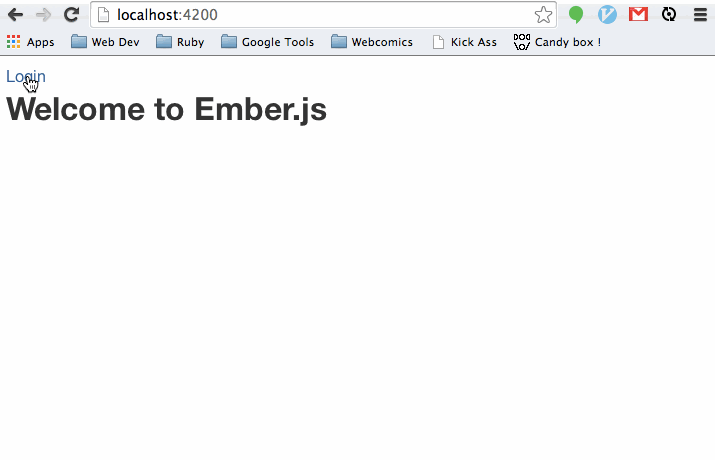 localhost:4200
Apps Web Dev Ruby Google Tools Webcomics Kick Ass Candy box !
Login
Welcome to Ember.js